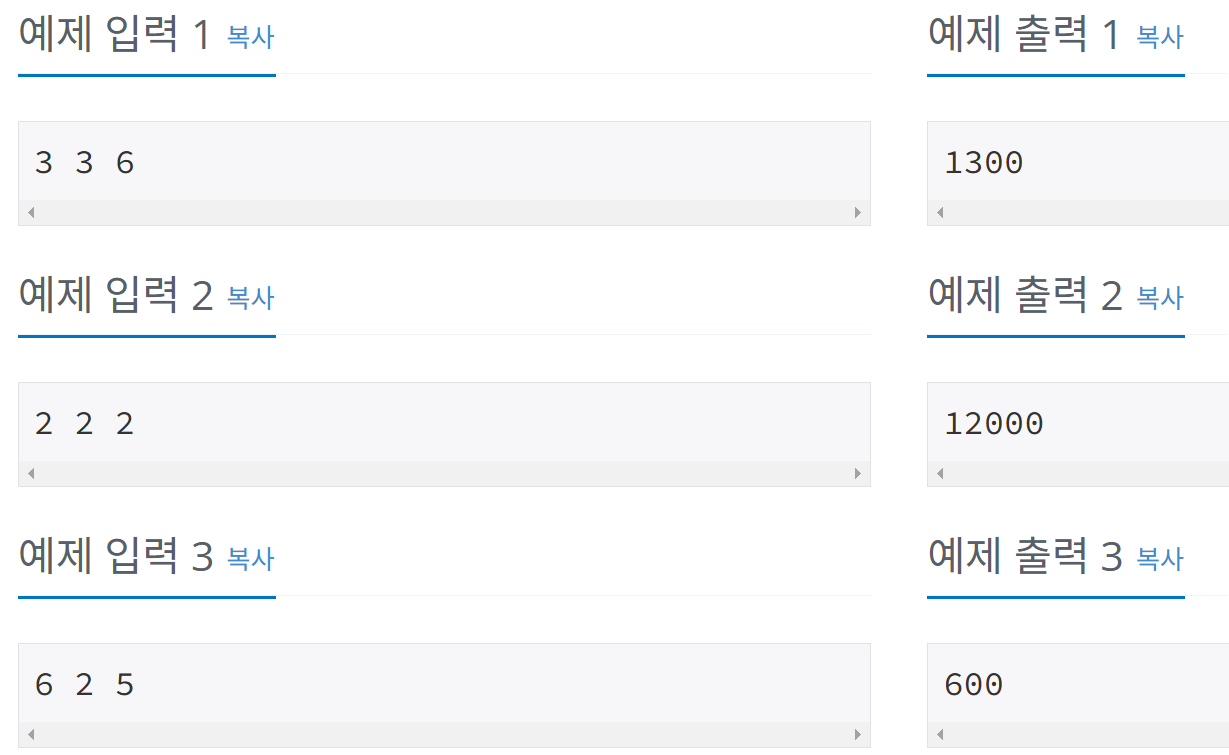 예제 입력 1 복사
3 3 6
예제 출력 1 복사
1300
예제 입력 2 복사
2 2 2
예제 출력 2 복사
12000
예제 입력 3 복사
6 2 5
예제 출력 3 복사
600